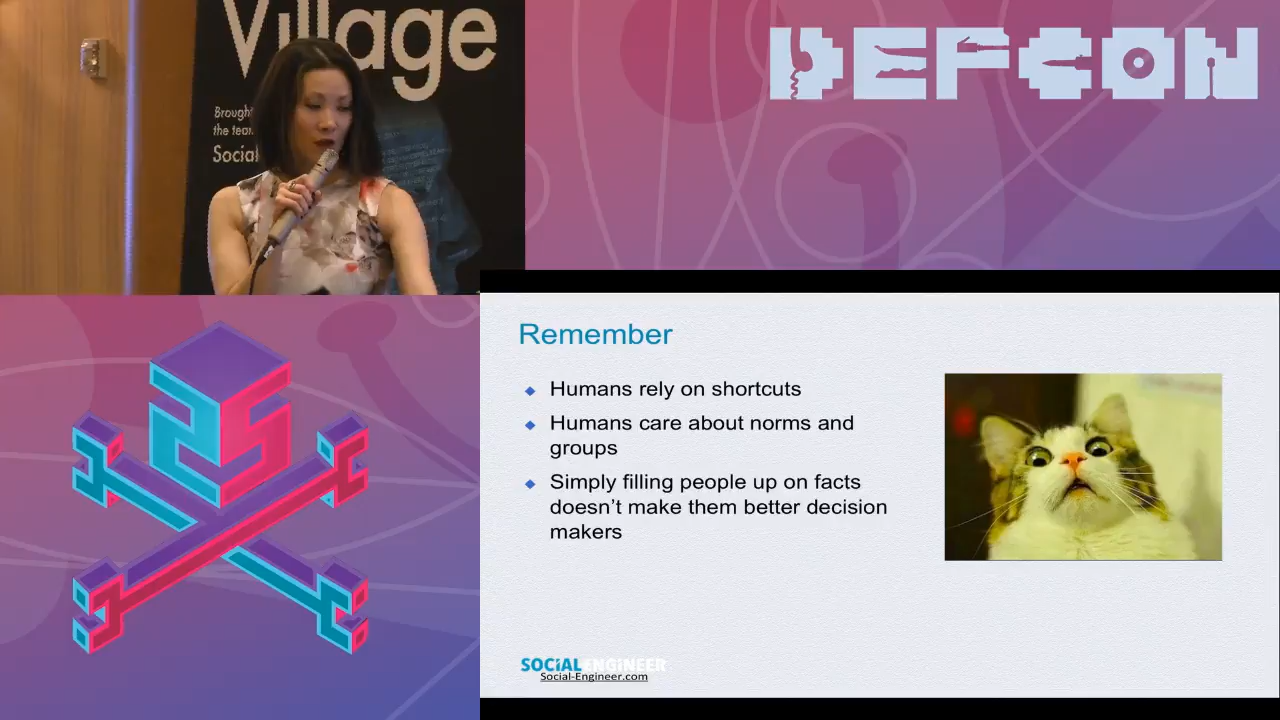 Village
Brought
the tea
Social
DEFCON
Remember
Humans rely on shortcuts
Humans care about norms and
groups
Simply filling people up on facts
doesn't make them better decision
makers
SOCIAL ENGINEER
Social-Engineer.com